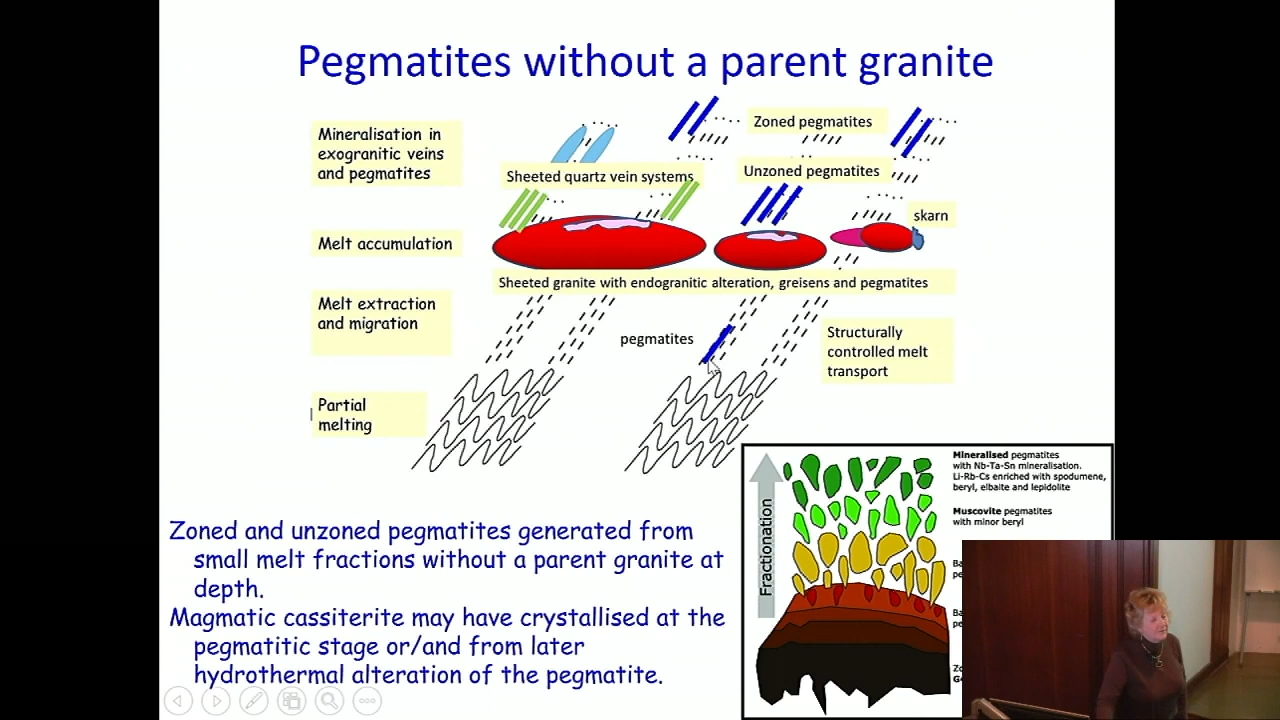 Pegmatites without a parent granite
Mineralisation in
exogranitic veins
and pegmatites
Zoned pegmatites
Sheeted quartz vein systems
Unzoned pegmatites
skarn
Melt accumulation
Sheeted granite with endogranitic alteration, greisens and pegmatites
Melt extraction
and migration
pegmatites
Structurally
controlled melt
transport
Partial
melting
Fractionation
Mineralised pegmatites
with Nb-Ta-Sn mineralisation.
Li-Rb-Cs enriched with spodumene,
beryl, elbaite and lepidolite
Muscovite pegmatites
with minor beryl
Zoned and unzoned pegmatites generated from
small melt fractions without a parent granite at
depth.
Magmatic cassiterite may have crystallised at the
pegmatitic stage or/and from later
hydrothermal alteration of the pegmatite.